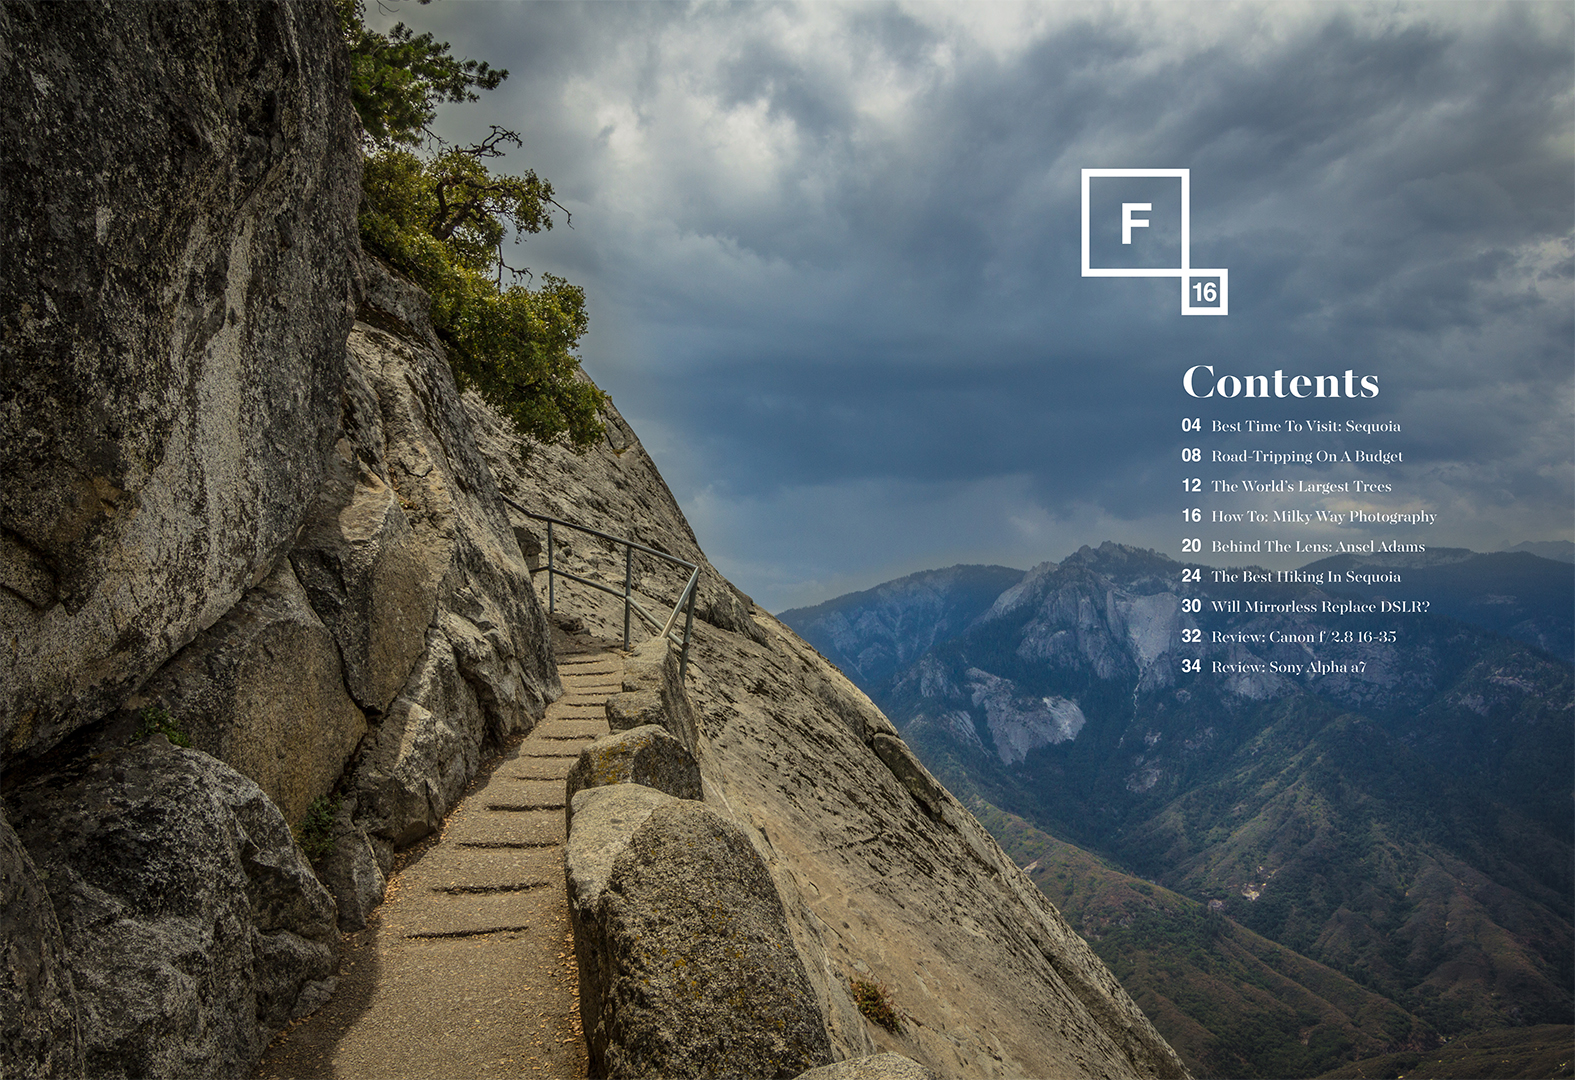 F
16
Contents
04 Best Time To Visit: Sequoia
08 Road-Tripping On A Budget
12 The World's Largest Trees
16 How To: Milky Way Photography
20 Behind The Lens: Ansel Adams
24 The Best Hiking In Sequoia
30 Will Mirrorless Replace DSLR?
32 Review: Canon f/2.8 16-35
34 Review: Sony Alpha a7